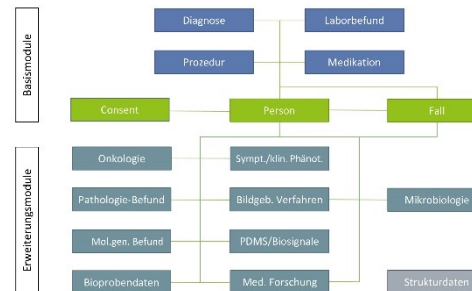 Basismodule
Diagnose
Laborbefund
Prozedur
Medikation
Consent
Person
Fall
Erweiterungsmodule
Onkologie
Sympt./klin. Phänot.
Pathologie-Befund
Bildgeb. Verfahren
Mikrobiologie
Mol.gen. Befund
PDMS/Biosignale
Bioprobendaten
Med. Forschung
Strukturdaten